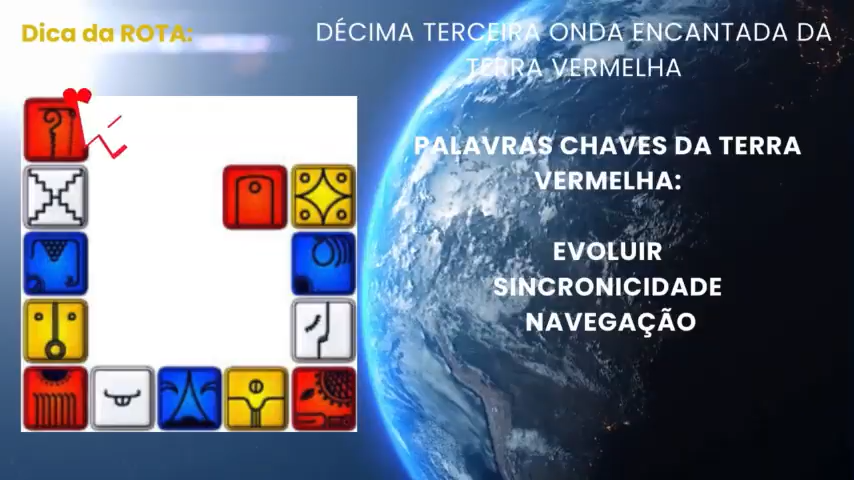 Dica da ROTA:
DÉCIMA TERCEIRA ONDA ENCANTADA DA
TERRA VERMELHA
PALAVRAS CHAVES DA TERRA
VERMELHA:
EVOLUIR
SINCRONICIDADE
NAVEGAÇÃO